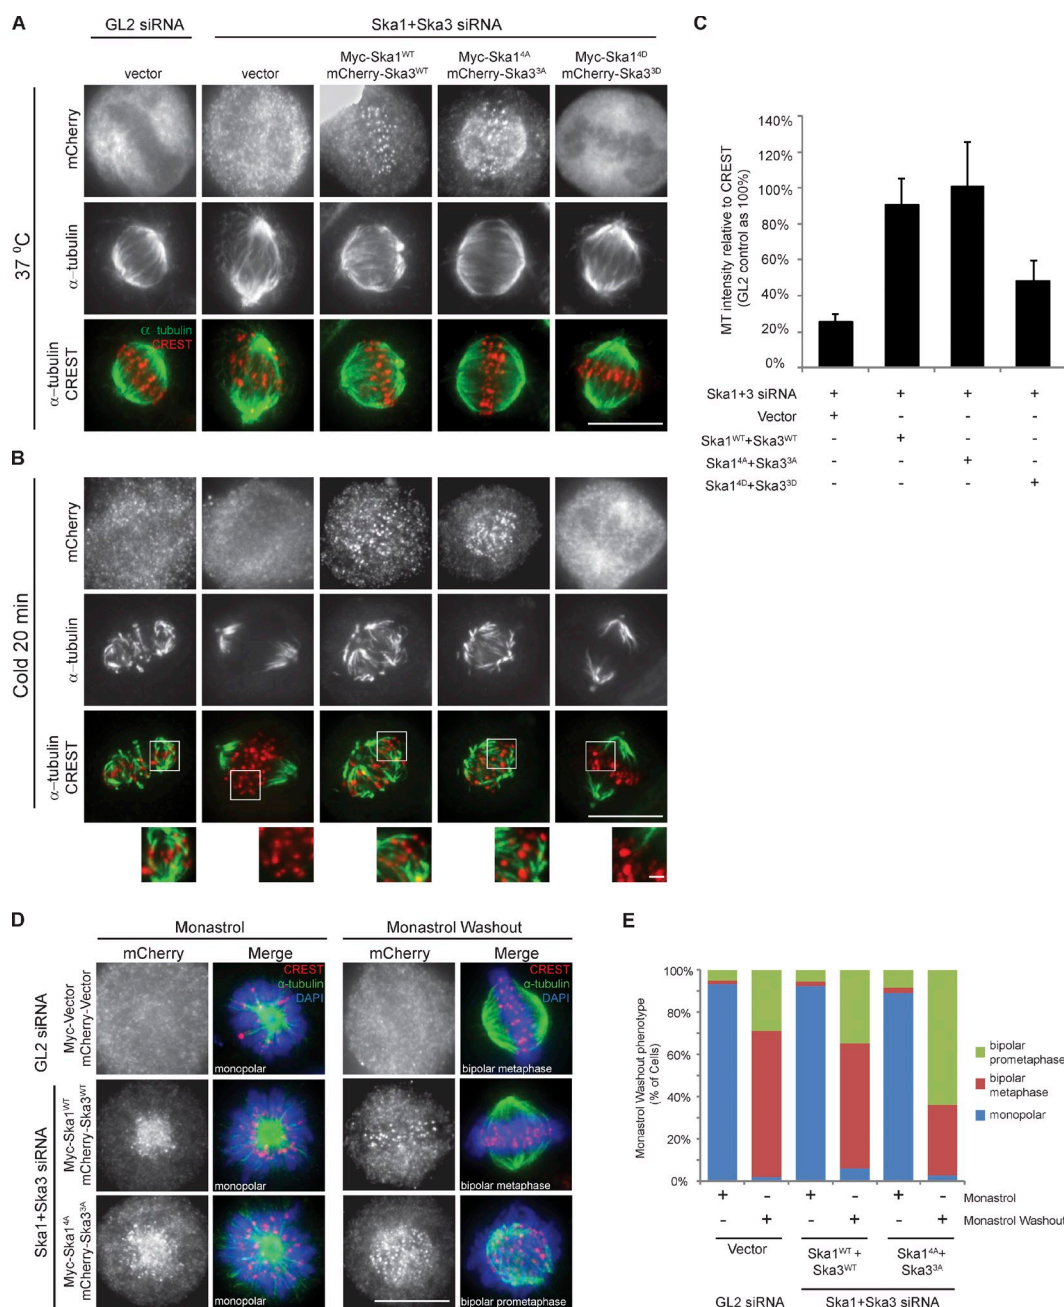 A
GL2 siRNA
Ska1+Ska3 siRNA
vector
vector
Myc-Ska1WT
mCherry-Ska3WT
Myc-Ska14A
mCherry-Ska33A
Myc-Ska14D
mCherry-Ska33D
37 ⁰C
mCherry
α−tubulin
α−tubulin
CREST
α−tubulin
CREST
B
Cold 20 min
mCherry
α−tubulin
α−tubulin
CREST
C
MT intensity relative to CREST
(GL2 control as 100%)
140%
120%
100%
80%
60%
40%
20%
0%
Ska1+3 siRNA + + + +
Vector + - - -
Ska1WT+Ska3WT - + - -
Ska14A+Ska33A - - + -
Ska14D+Ska33D - - - +
D
Monastrol
Monastrol Washout
mCherry
Merge
mCherry
Merge
GL2 siRNA
Myc-Vector
mCherry-Vector
CREST
α-tubulin
DAPI
monopolar
CREST
α-tubulin
DAPI
bipolar metaphase
Ska1+Ska3 siRNA
Myc-Ska1WT
mCherry-Ska3WT
monopolar
bipolar metaphase
Myc-Ska14A
mCherry-Ska33A
monopolar
bipolar prometaphase
E
Monastrol Washout phenotype
(% of Cells)
100%
80%
60%
40%
20%
0%
bipolar
prometaphase
bipolar
metaphase
monopolar
+ - + - + - Monastrol
- + - + - + Monastrol Washout
Vector
Ska1WT +
Ska3WT
Ska14A+
Ska33A
GL2 siRNA
Ska1+Ska3 siRNA